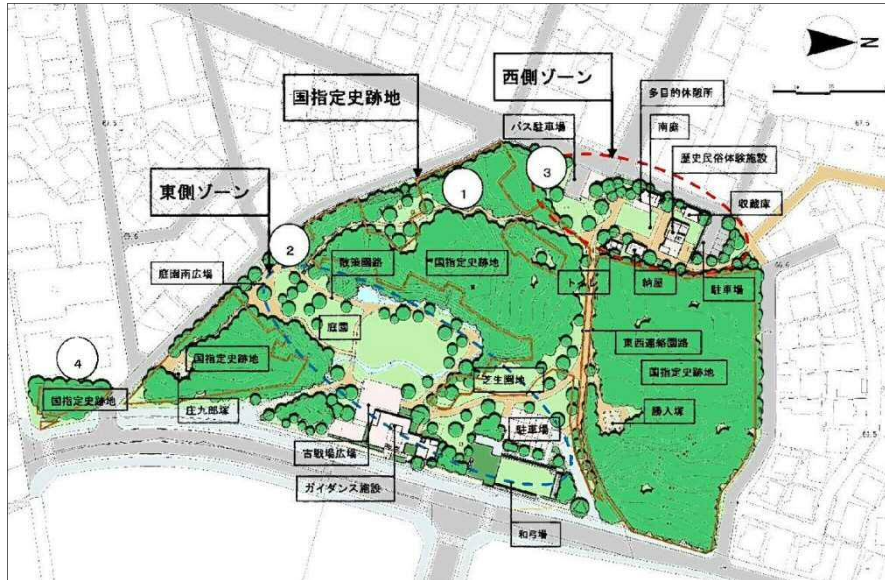 西側ゾーン
多目的休憩所
国指定史跡地
バス駐車場
南庭
N
歴史民俗体験施設
3
東側ゾーン
1
収蔵庫
2
散策園路
国指定史跡地
庭園南広場
トイレ
納屋
駐車場
庭園
東西連絡園路
4
国指定史跡地
芝生園地
国指定史跡地
国指定史跡地
庄九郎塚
駐車場
勝入塚
古戦場広場
ガイダンス施設
和弓場